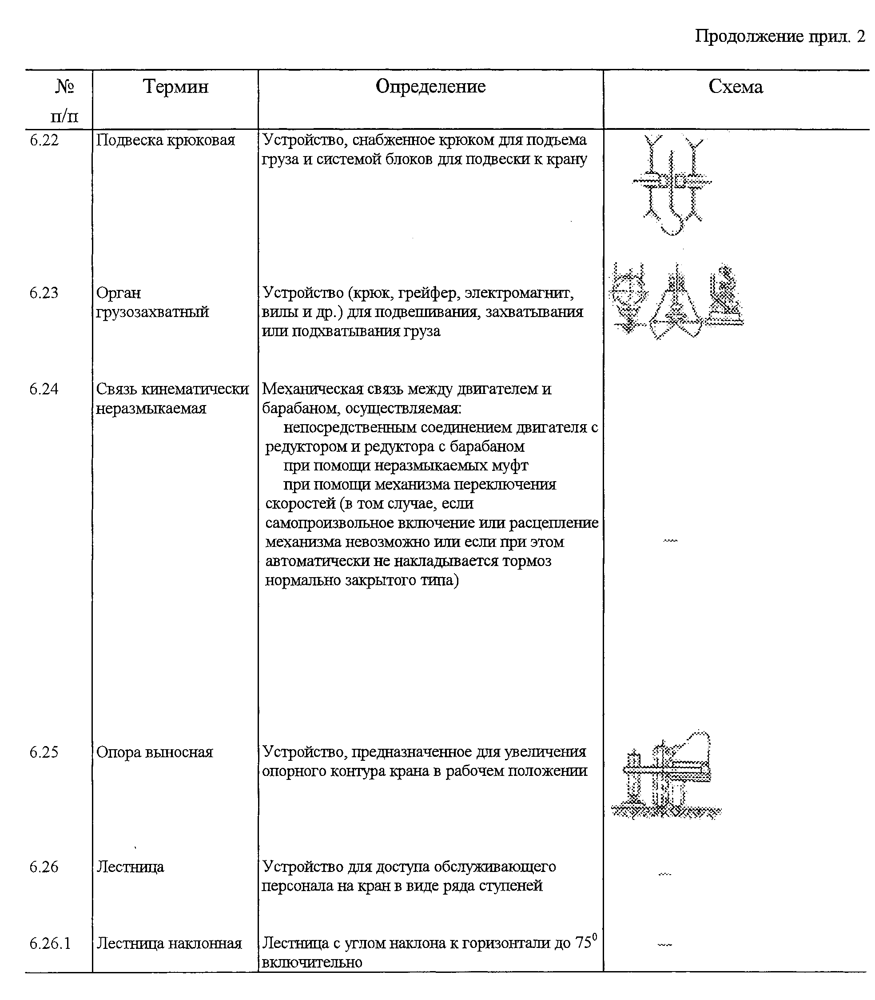 Продолжение прил. 2
№ Термин Определение Схема
п/п
6.22 Подвеска крюковая Устройство, снабженное крюком для подъема
груза и системой блоков для подвески к крану
6.23 Орган Устройство (крюк, грейфер, электромагнит,
грузозахватный вилы и др.) для подвешивания, захватывания
или подхватывания груза
6.24 Связь кинематически Механическая связь между двигателем и
неразмыкаемая барабаном, осуществляемая:
непосредственным соединением двигателя с
редуктором и редуктора с барабаном
при помощи неразмыкаемых муфт
при помощи механизма переключения
скоростей (в том случае, если
самопроизвольное включение или расцепление
механизма невозможно или если при этом
автоматически не накладывается тормоз
нормально закрытого типа)
6.25 Опора выносная Устройство, предназначенное для увеличения
опорного контура крана в рабочем положении
6.26 Лестница Устройство для доступа обслуживающего
персонала на кран в виде ряда ступеней
6.26.1 Лестница наклонная Лестница с углом наклона к горизонтали до 75⁰
включительно